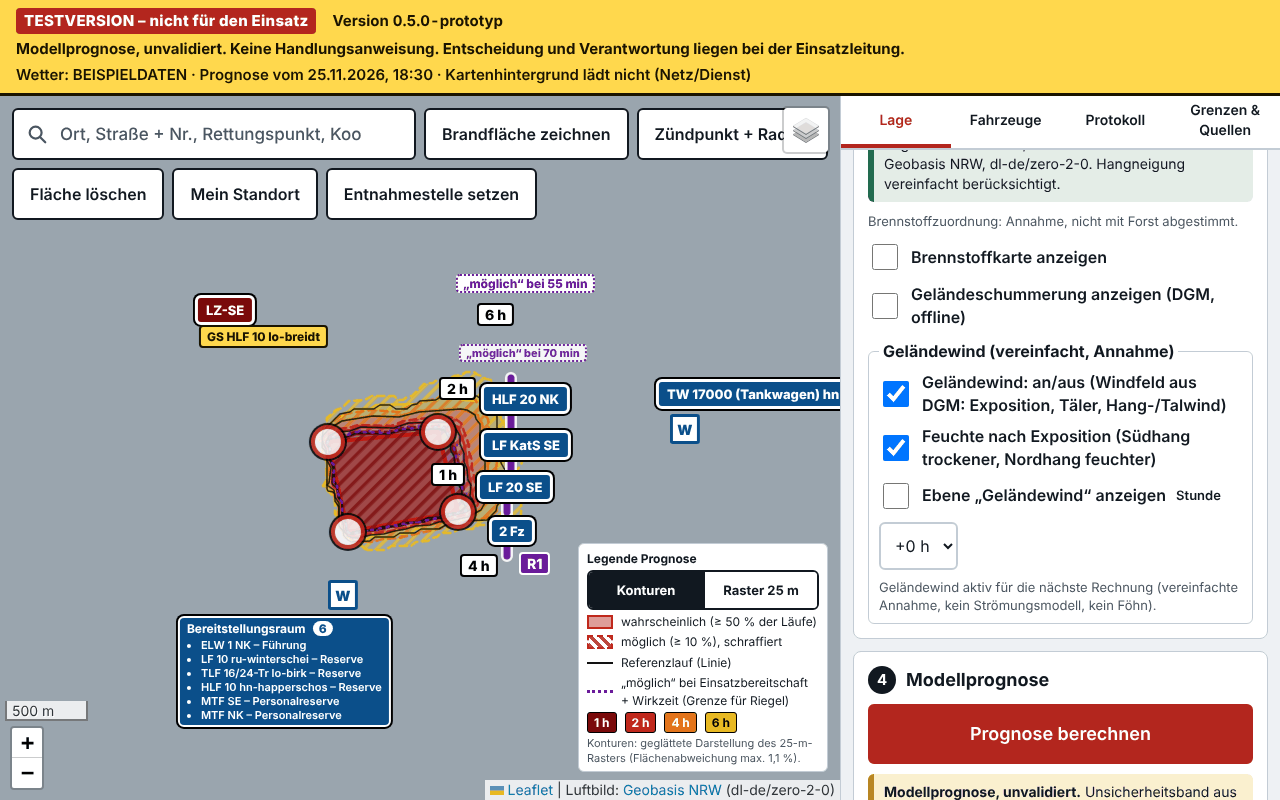 TESTVERSION – nicht für den Einsatz Version 0.5.0-prototyp
Modellprognose, unvalidiert. Keine Handlungsanweisung. Entscheidung und Verantwortung liegen bei der Einsatzleitung.
Wetter: BEISPIELDATEN · Prognose vom 25.11.2026, 18:30 · Kartenhintergrund lädt nicht (Netz/Dienst)
Ort, Straße + Nr., Rettungspunkt, Koo
Brandfläche zeichnen
Zündpunkt + Rad
Fläche löschen
Mein Standort
Entnahmestelle setzen
„möglich“ bei 55 min
6 h
LZ-SE
GS HLF 10 lo-breidt
„möglich“ bei 70 min
2 h
HLF 20 NK
TW 17000 (Tankwagen) hn
W
LF KatS SE
1 h
LF 20 SE
2 Fz
4 h
R1
W
Bereitstellungsraum 6
ELW 1 NK – Führung
LF 10 ru-winterschei – Reserve
TLF 16/24-Tr lo-birk – Reserve
HLF 10 hn-happerschos – Reserve
MTF SE – Personalreserve
MTF NK – Personalreserve
500 m
+
−
Legende Prognose
Konturen
Raster 25 m
wahrscheinlich (≥ 50 % der Läufe)
möglich (≥ 10 %), schraffiert
Referenzlauf (Linie)
„möglich“ bei Einsatzbereitschaft
+ Wirkzeit (Grenze für Riegel)
1 h 2 h 4 h 6 h
Konturen: geglättete Darstellung des 25-m-
Rasters (Flächenabweichung max. 1,1 %).
Leaflet | Luftbild: Geobasis NRW (dl-de/zero-2-0)
Lage
Fahrzeuge
Protokoll
Grenzen &
Quellen
Geobasis NRW, dl-de/zero-2-0. Hangneigung
vereinfacht berücksichtigt.
Brennstoffzuordnung: Annahme, nicht mit Forst abgestimmt.
Brennstoffkarte anzeigen
Geländeschummerung anzeigen (DGM,
offline)
Geländewind (vereinfacht, Annahme)
Geländewind: an/aus (Windfeld aus
DGM: Exposition, Täler, Hang-/Talwind)
Feuchte nach Exposition (Südhang
trockener, Nordhang feuchter)
Ebene „Geländewind“ anzeigen Stunde
+0 h
Geländewind aktiv für die nächste Rechnung (vereinfachte
Annahme, kein Strömungsmodell, kein Föhn).
4 Modellprognose
Prognose berechnen
Modellprognose, unvalidiert. Unsicherheitsband aus